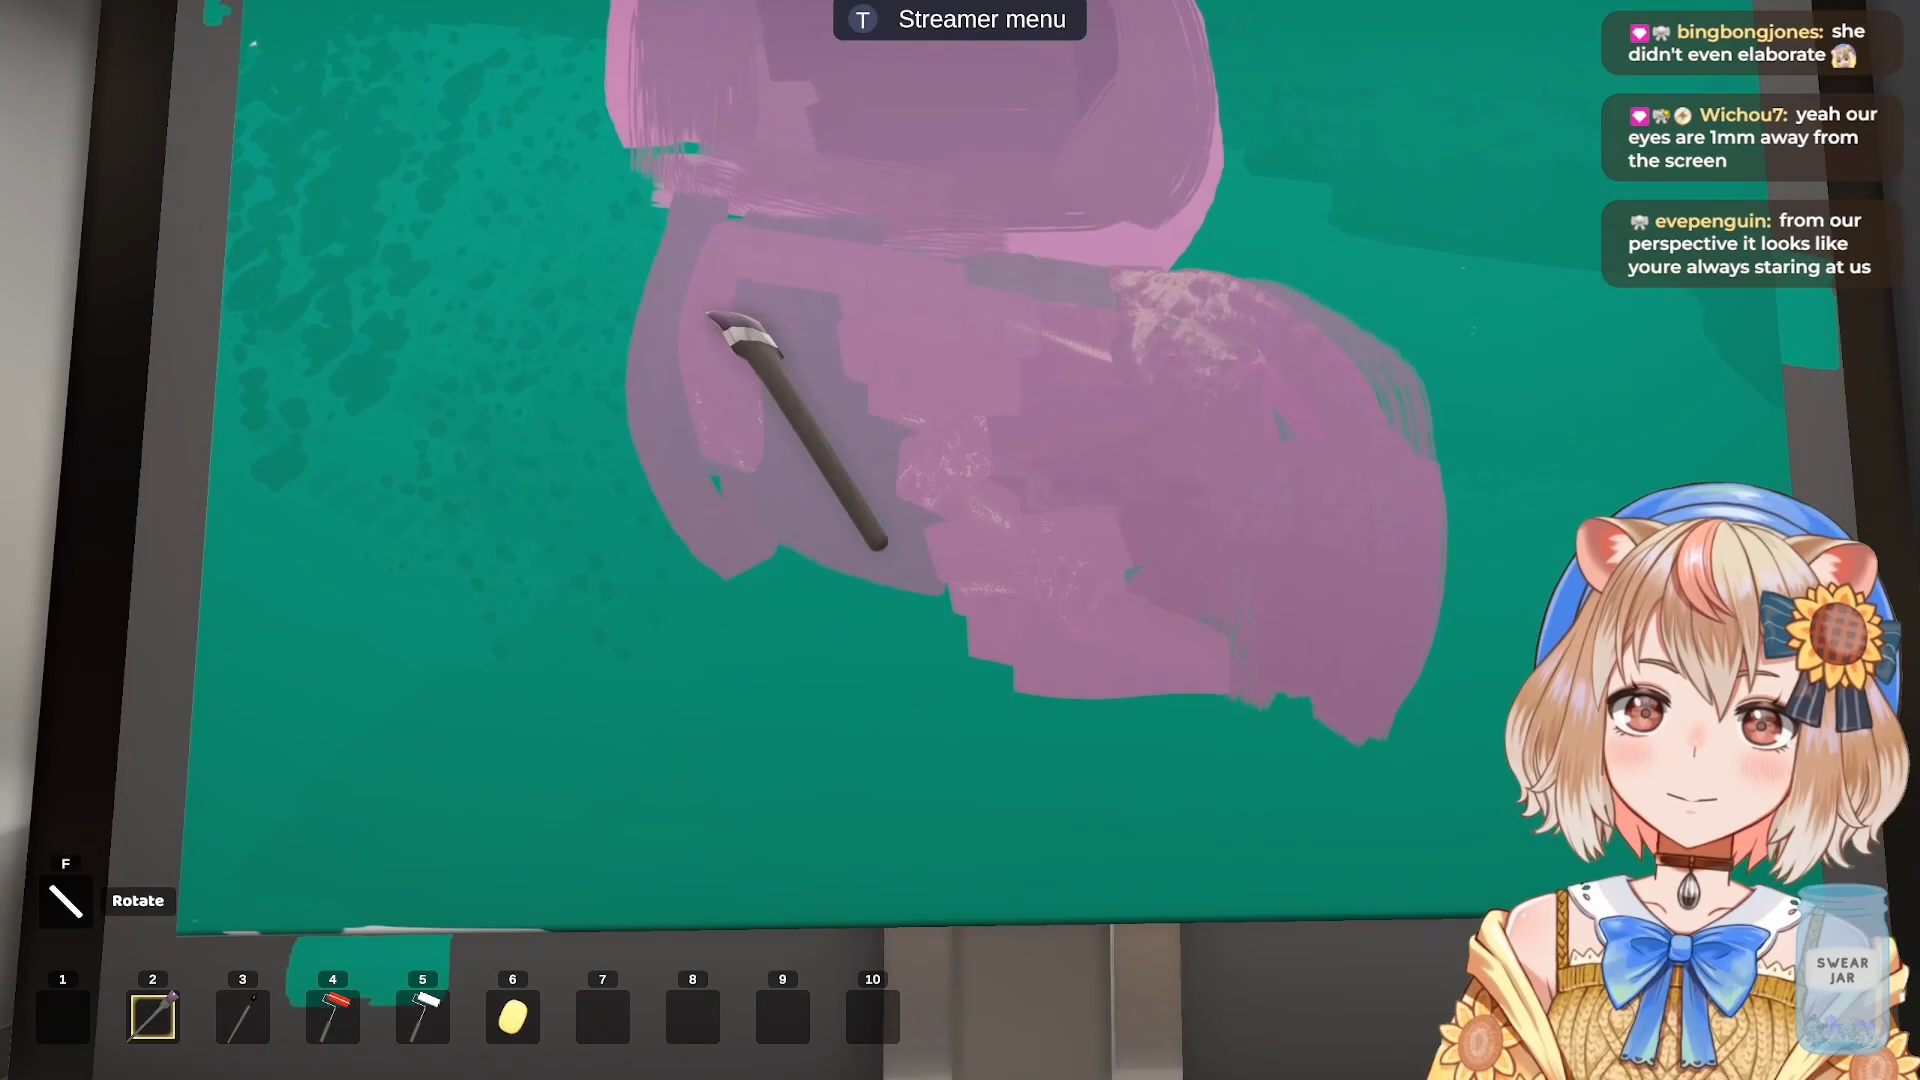 T Streamer menu
bingbongjones: she
didn't even elaborate
Wichou7: yeah our
eyes are 1mm away from
the screen
evepenguin: from our
perspective it looks like
youre always staring at us
F
Rotate
SWEAR
JAR
1 2 3 4 5 6 7 8 9 10